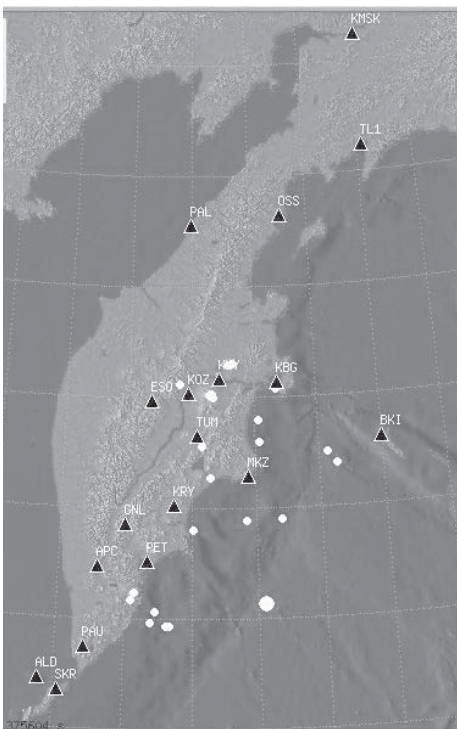 KMSK
TL1
OSS
PAL
KBG
KOZ
ESO
BKI
TUM
MKZ
KRY
GNL
PET
APC
PAU
ALD
SKR